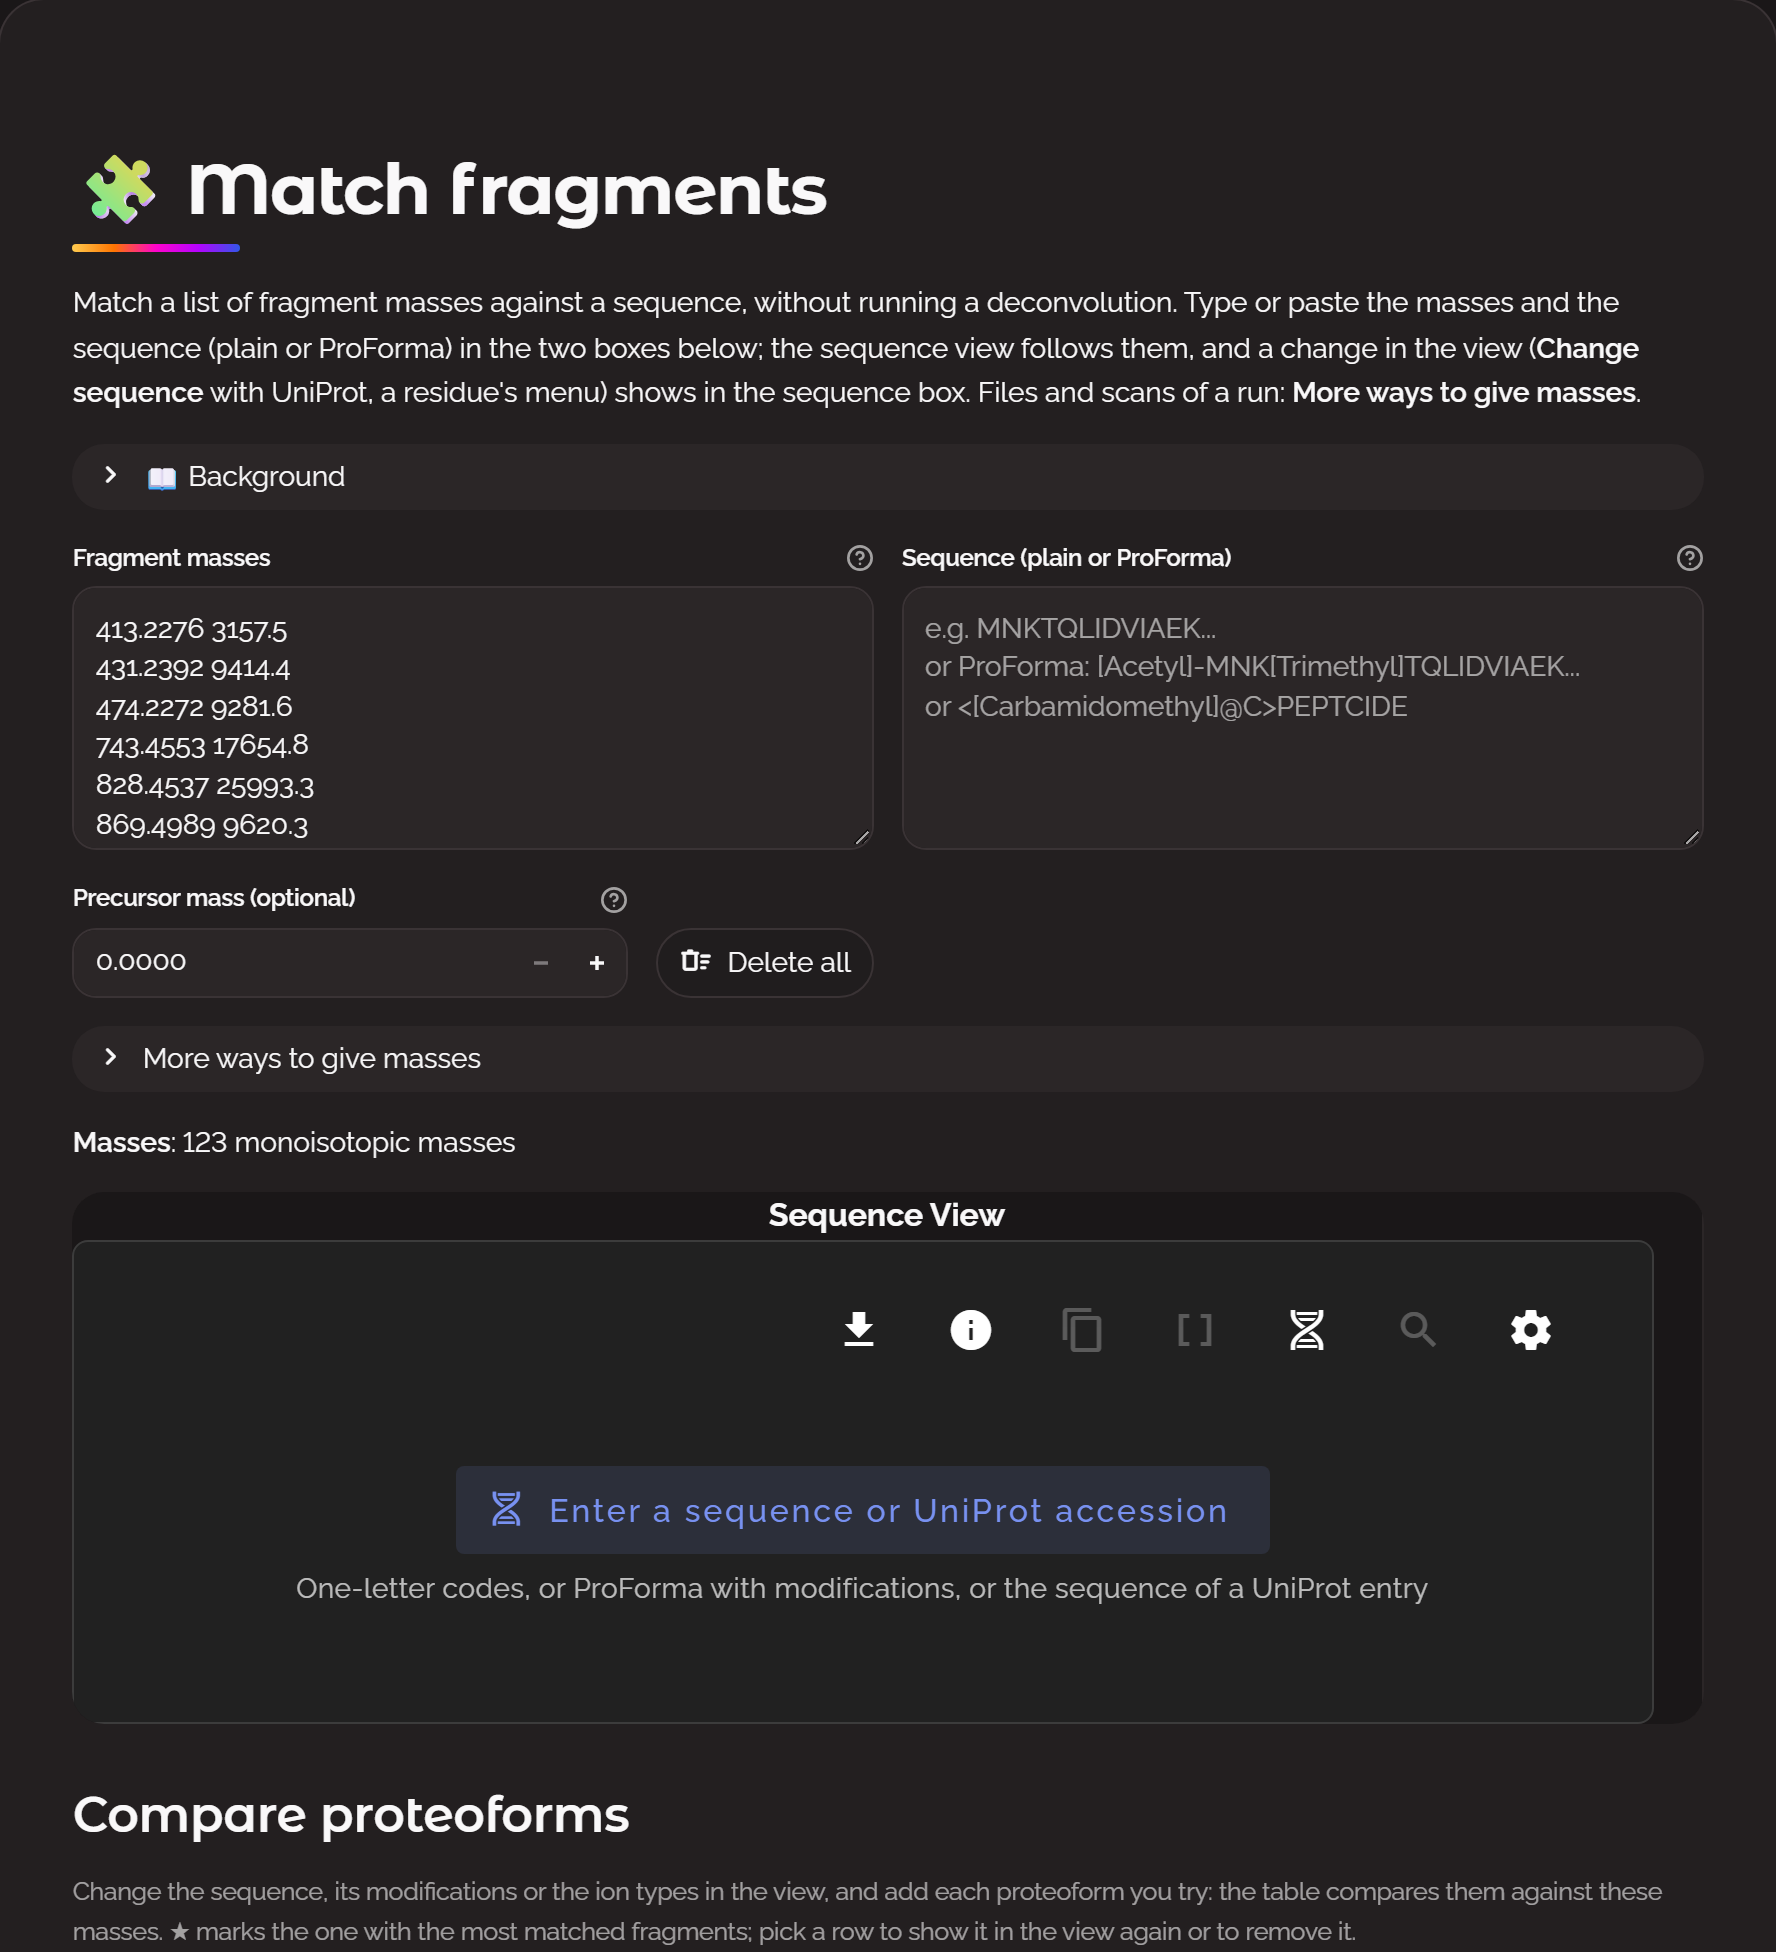 Match fragments
Match a list of fragment masses against a sequence, without running a deconvolution. Type or paste the masses and the
sequence (plain or ProForma) in the two boxes below; the sequence view follows them, and a change in the view (Change
sequence with UniProt, a residue's menu) shows in the sequence box. Files and scans of a run: More ways to give masses.
Background
Fragment masses
413.2276 3157.5
431.2392 9414.4
474.2272 9281.6
743.4553 17654.8
828.4537 25993.3
869.4989 9620.3
Sequence (plain or ProForma)
e.g. MNKTQLIDVIAEK...
or ProForma: [Acetyl]-MNK[Trimethyl]TQLIDVIAEK...
or <[Carbamidomethyl]@C>PEPTCIDE
Precursor mass (optional)
0.0000
Delete all
More ways to give masses
Masses: 123 monoisotopic masses
Sequence View
Enter a sequence or UniProt accession
One-letter codes, or ProForma with modifications, or the sequence of a UniProt entry
Compare proteoforms
Change the sequence, its modifications or the ion types in the view, and add each proteoform you try: the table compares them against these
masses. ★ marks the one with the most matched fragments; pick a row to show it in the view again or to remove it.